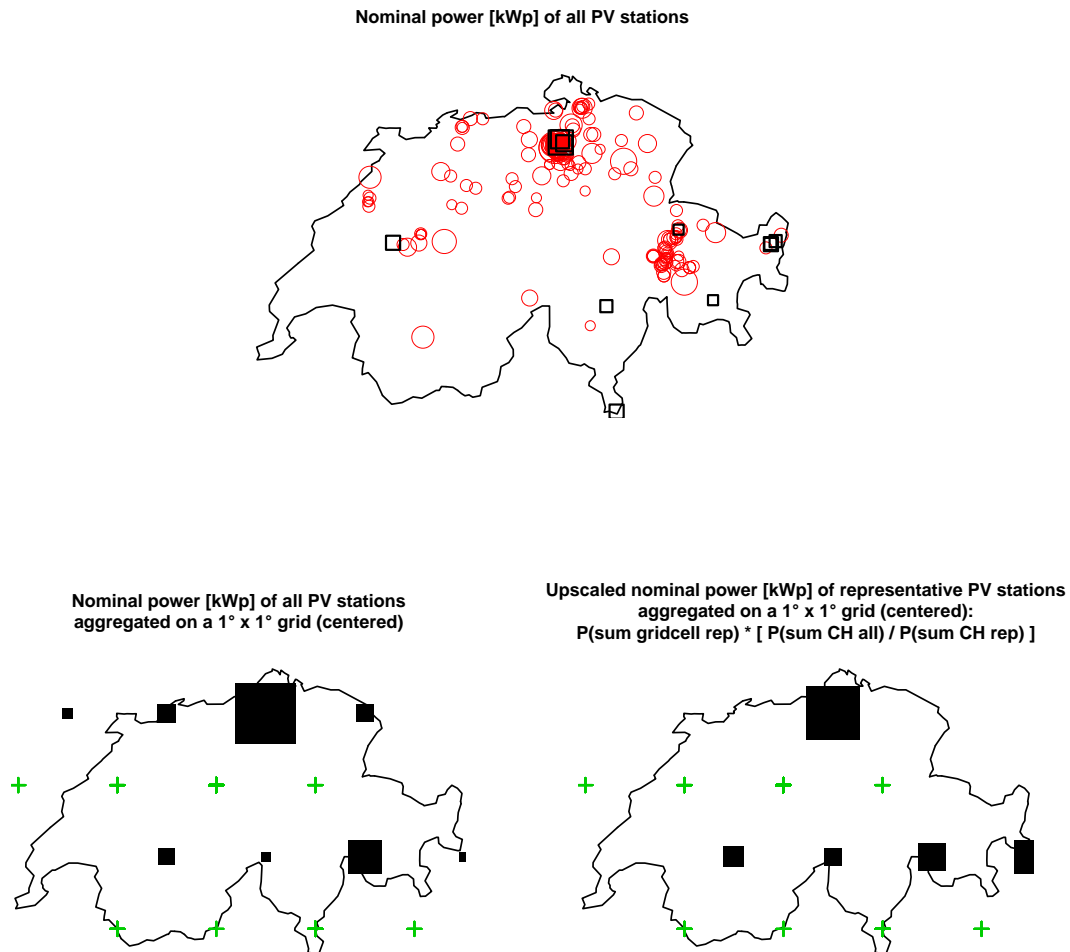 Nominal power [kWp] of all PV stations
Nominal power [kWp] of all PV stations
aggregated on a 1° x 1° grid (centered)
Upscaled nominal power [kWp] of representative PV stations
aggregated on a 1° x 1° grid (centered):
P(sum gridcell rep) * [ P(sum CH all) / P(sum CH rep) ]